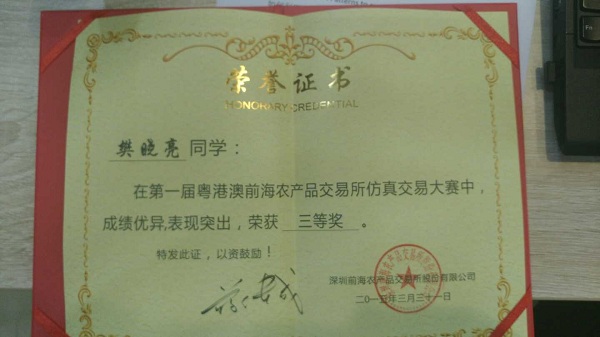 荣誉证书
HONORARY CREDENTIAL
樊晓亮 同学：
在第一届粤港澳前海农产品交易所仿真交易大赛中，
成绩优异,表现突出，荣获 三等奖 。
特发此证，以资鼓励！
深圳前海农产品交易所股份有限公司
二0一五年三月三十一日